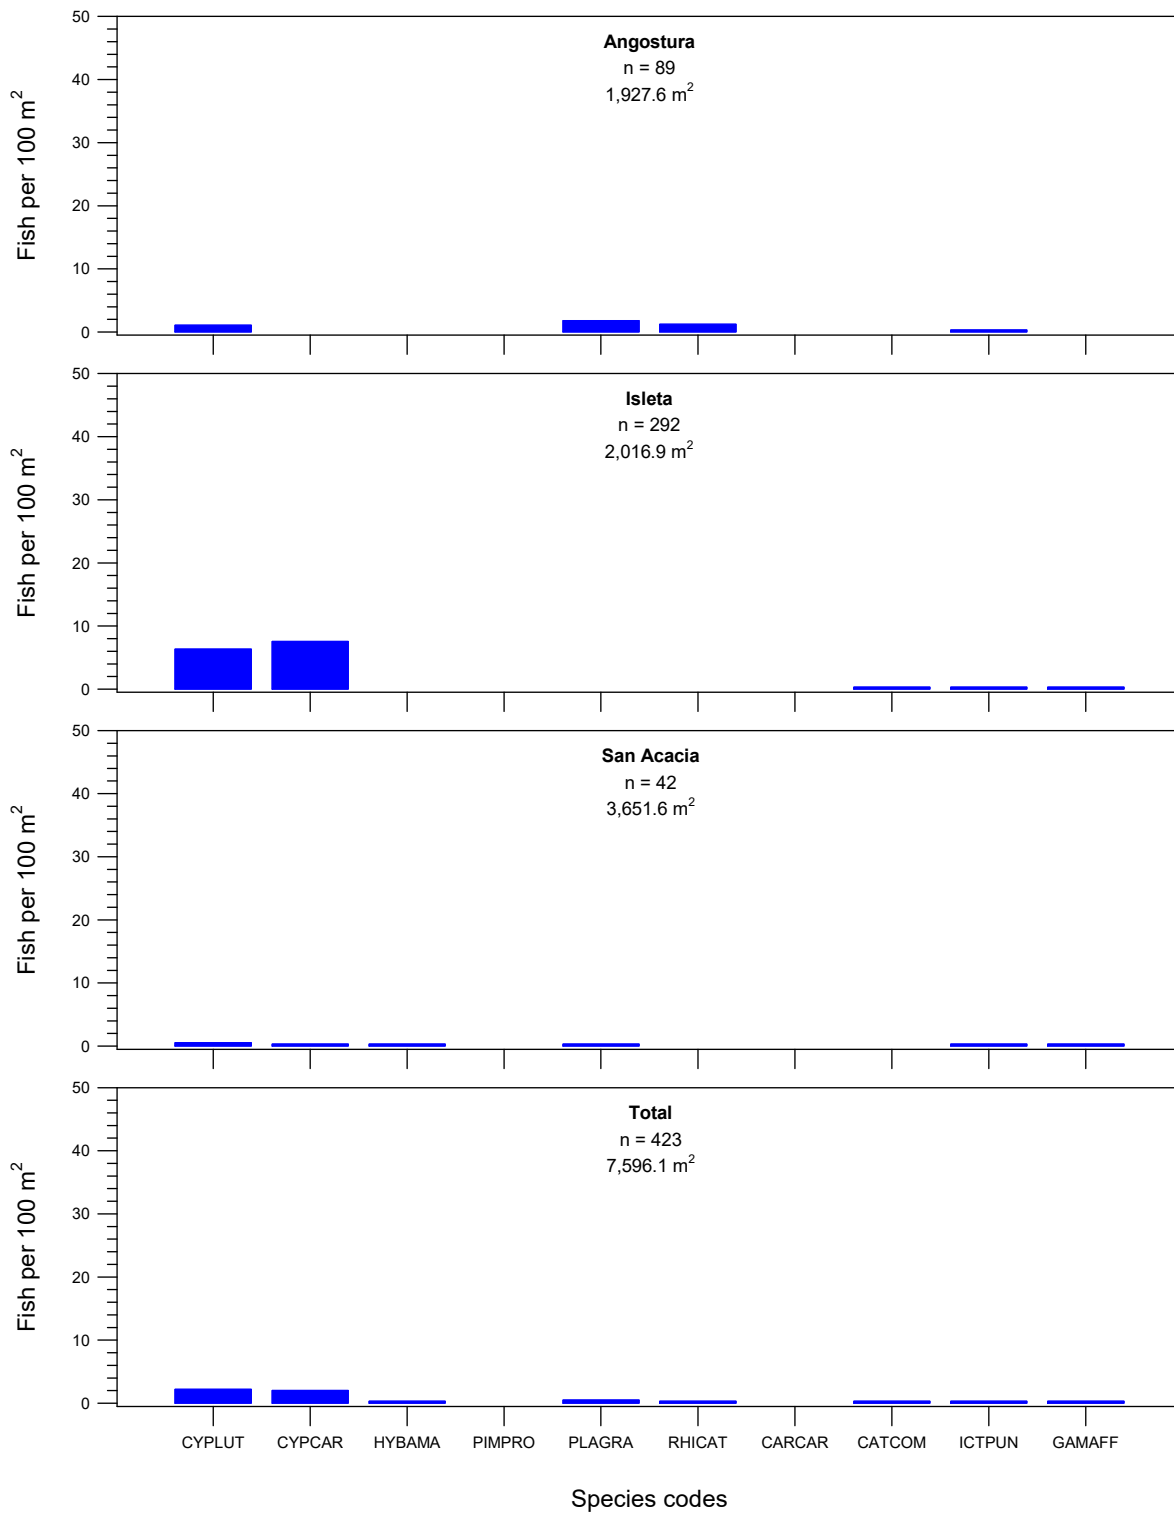 Fish per 100 m²
50
40
30
20
10
0
Angostura
n = 89
1,927.6 m²
Fish per 100 m²
50
40
30
20
10
0
Isleta
n = 292
2,016.9 m²
Fish per 100 m²
50
40
30
20
10
0
San Acacia
n = 42
3,651.6 m²
Fish per 100 m²
50
40
30
20
10
0
Total
n = 423
7,596.1 m²
CYPLUT CYPCAR HYBAMA PIMPRO PLAGRA RHICAT CARCAR CATCOM ICTPUN GAMAFF
Species codes